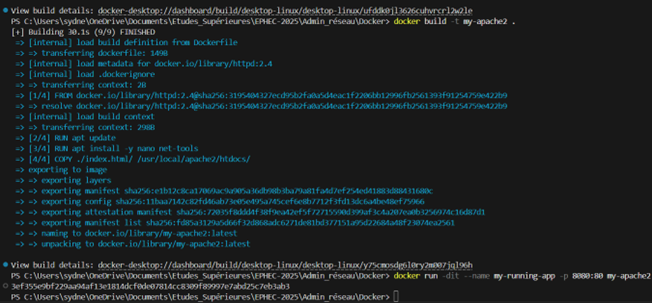 View build details: docker-desktop://dashboard/build/desktop-linux/desktop-linux/ufddk0jl3626cuhvrcrl2w2le
PS C:\Users\sydne\OneDrive\Documents\Etudes_Supérieures\EPHEC-2025\Admin_réseau\Docker> docker build -t my-apache2 .
[+] Building 30.1s (9/9) FINISHED
=> [internal] load build definition from Dockerfile
=> => transferring dockerfile: 149B
=> [internal] load metadata for docker.io/library/httpd:2.4
=> [internal] load .dockerignore
=> => transferring context: 2B
=> [1/4] FROM docker.io/library/httpd:2.4@sha256:3195404327ecd95b2fa0a5d4eac1f2206bb12996fb2561393f91254759e422b9
=> => resolve docker.io/library/httpd:2.4@sha256:3195404327ecd95b2fa0a5d4eac1f2206bb12996fb2561393f91254759e422b9
=> [internal] load build context
=> => transferring context: 298B
=> [2/4] RUN apt update
=> [3/4] RUN apt install -y nano net-tools
=> [4/4] COPY ./index.html/ /usr/local/apache2/htdocs/
=> exporting to image
=> => exporting layers
=> => exporting manifest sha256:e1b12c8ca17069ac9a905a36db98b3ba79a81fa4d7ef254ed41883d88431680c
=> => exporting config sha256:11baa7142c82fd46ab73e05e495a745cef6e8b7712f3fd13dc6a4be48ef75966
=> => exporting attestation manifest sha256:72035f8ddd4f38f9ea42ef5f72715590d399af3c4a207ea0b3256974c16d87d1
=> => exporting manifest list sha256:fd85a3129a5d66f32d868adc6271de81bd377151a95d22684a48f23074ea2561
=> => naming to docker.io/library/my-apache2:latest
=> => unpacking to docker.io/library/my-apache2:latest
View build details: docker-desktop://dashboard/build/desktop-linux/desktop-linux/y75cmosdg6l0ry2m007jql96h
PS C:\Users\sydne\OneDrive\Documents\Etudes_Supérieures\EPHEC-2025\Admin_réseau\Docker> docker run -dit --name my-running-app -p 8080:80 my-apache2
3ef355e9bf229aa94af13e1814dcf0de07814cc8309f89997e7abd25c7eb3ab3
PS C:\Users\sydne\OneDrive\Documents\Etudes_Supérieures\EPHEC-2025\Admin_réseau\Docker>